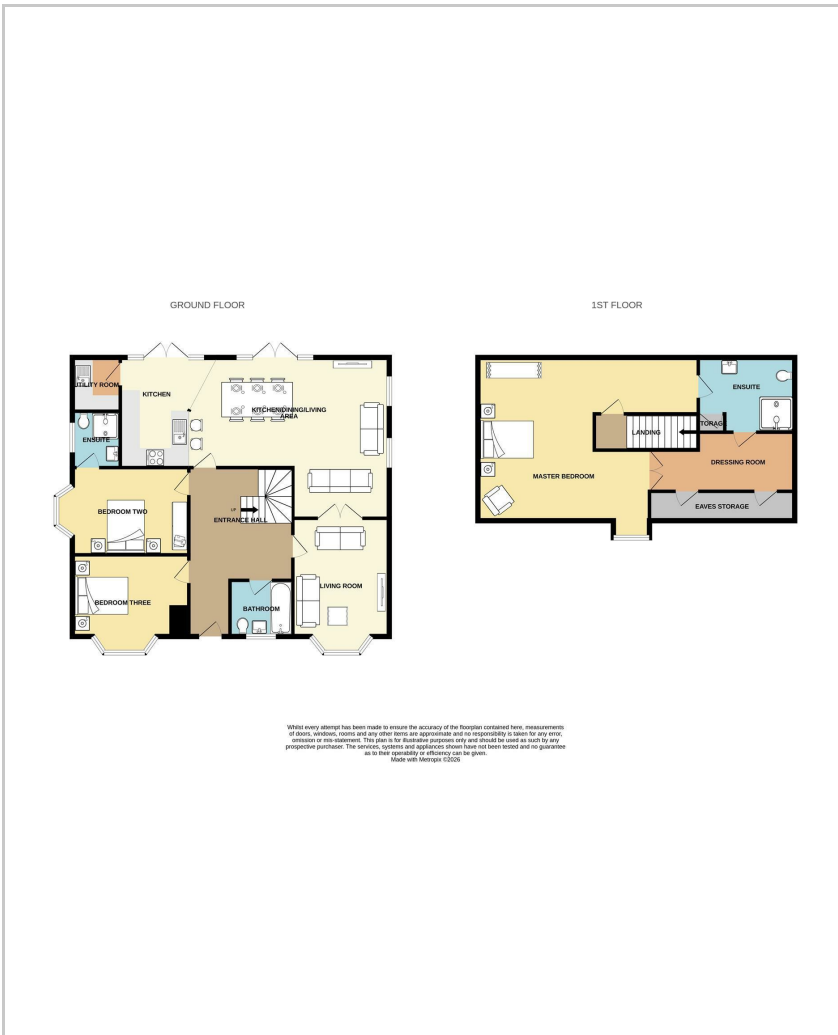 GROUND FLOOR
1ST FLOOR
UTILITY ROOM
KITCHEN
KITCHEN/DINING/LIVING
AREA
ENSUITE
BEDROOM TWO
UP
ENTRANCE HALL
BEDROOM THREE
BATHROOM
LIVING ROOM
ENSUITE
STORAGE
LANDING
DRESSING ROOM
MASTER BEDROOM
EAVES STORAGE
Whilst every attempt has been made to ensure the accuracy of the floorplan contained here, measurements
of doors, windows, rooms and any other items are approximate and no responsibility is taken for any error,
omission or mis-statement. This plan is for illustrative purposes only and should be used as such by any
prospective purchaser. The services, systems and appliances shown have not been tested and no guarantee
as to their operability or efficiency can be given.
Made with Metropix ©2026